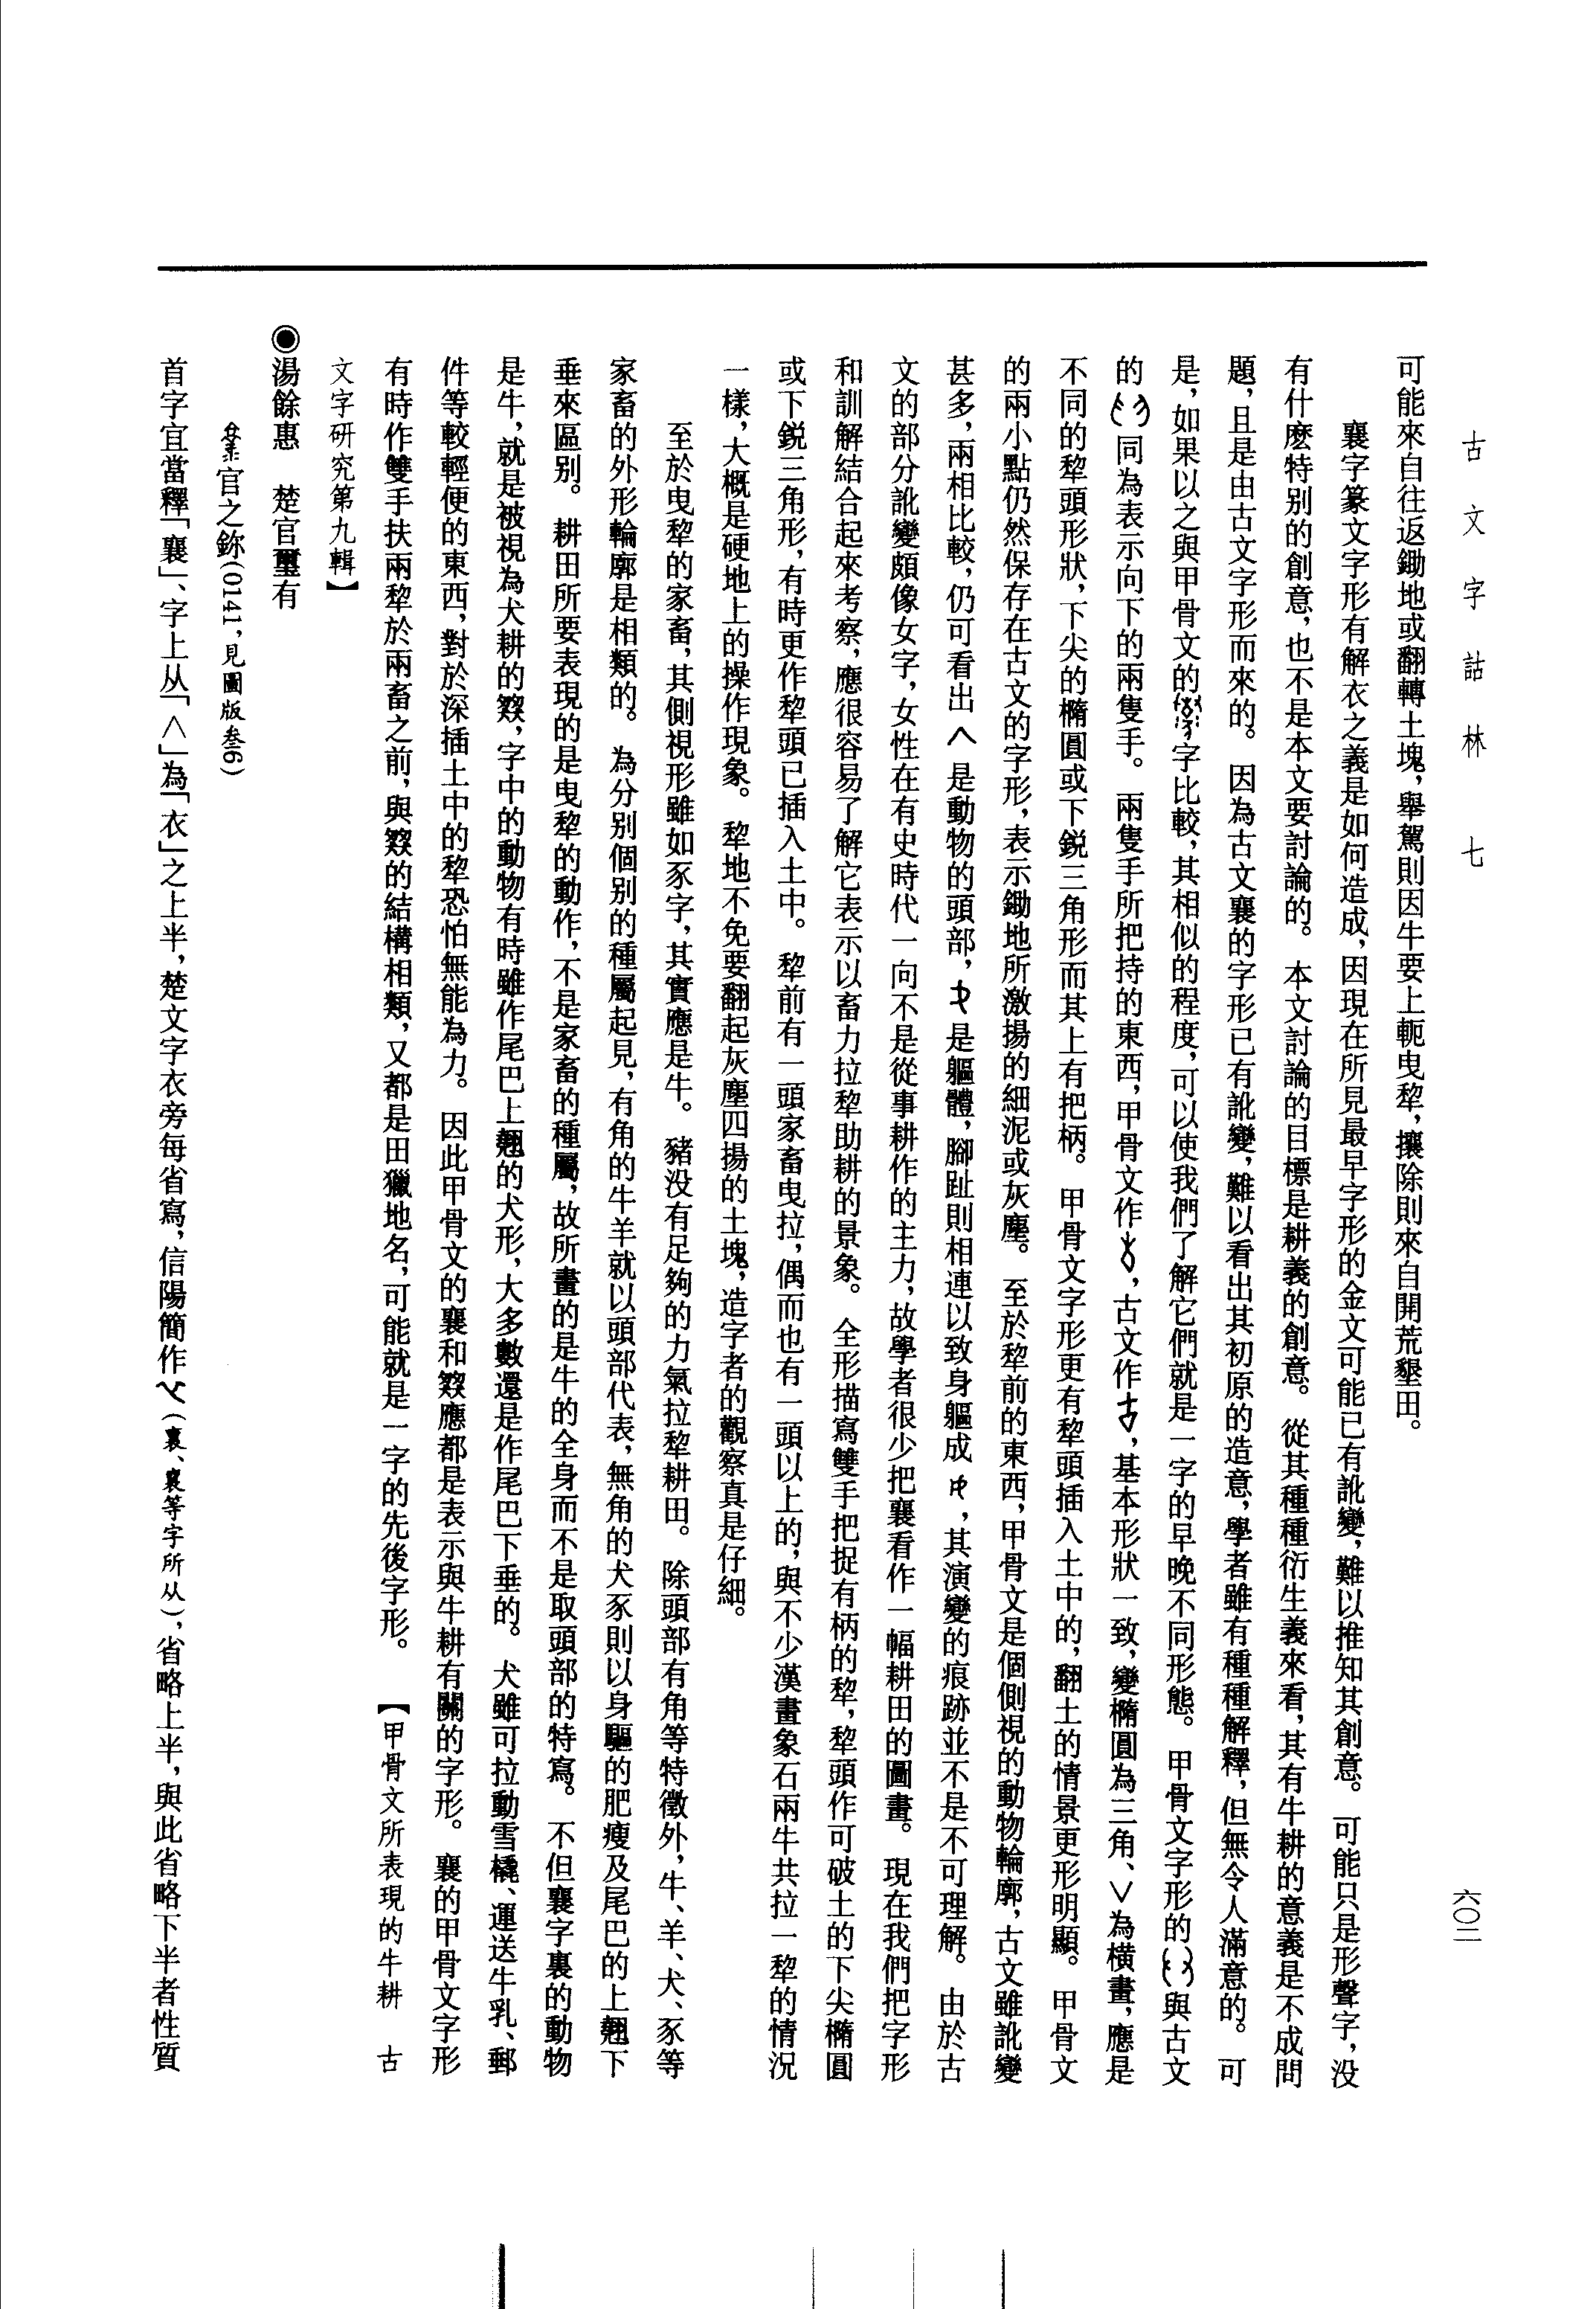 古文字詁林　七
六〇二
可能來自往返鋤地或翻轉土塊，舉駕則因牛要上軛曳犂，攘除則來自開荒墾田。
襄字篆文字形有解衣之義是如何造成，因現在所見最早字形的金文可能已有訛變，難以推知其創意。可能只是形聲字，没
有什麼特别的創意，也不是本文要討論的。本文討論的目標是耕義的創意。從其種種衍生義來看，其有牛耕的意義是不成問
題，且是由古文字形而來的。因為古文襄的字形已有訛變，難以看出其初原的造意，學者雖有種種解釋，但無令人滿意的。可
是，如果以之與甲骨文的字比較，其相似的程度，可以使我們了解它們就是一字的早晚不同形態。甲骨文字形的與古文
的同為表示向下的兩隻手。兩隻手所把持的東西，甲骨文作，古文作，基本形狀一致，變橢圓為三角、∨為橫畫，應是
不同的犂頭形狀，下尖的橢圓或下鋭三角形而其上有把柄。甲骨文字形更有犂頭插入土中的，翻土的情景更形明顯。甲骨文
的兩小點仍然保存在古文的字形，表示鋤地所激揚的細泥或灰塵。至於犂前的東西，甲骨文是個側視的動物輪廓，古文雖訛變
甚多，兩相比較，仍可看出是動物的頭部，是軀體，腳趾則相連以致身軀成，其演變的痕跡並不是不可理解。由於古
文的部分訛變頗像女字，女性在有史時代一向不是從事耕作的主力，故學者很少把襄看作一幅耕田的圖畫。現在我們把字形
和訓解結合起來考察，應很容易了解它表示以畜力拉犂助耕的景象。全形描寫雙手把捉有柄的犂，犂頭作可破土的下尖橢圓
或下鋭三角形，有時更作犂頭已插入土中。犂前有一頭家畜曳拉，偶而也有一頭以上的，與不少漢畫象石兩牛共拉一犂的情況
一樣，大概是硬地上的操作現象。犂地不免要翻起灰塵四揚的土塊，造字者的觀察真是仔細。
至於曳犂的家畜，其側視形雖如豕字，其實應是牛。豬没有足夠的力氣拉犂耕田。除頭部有角等特徵外，牛、羊、犬、豕等
家畜的外形輪廓是相類的。為分别個别的種屬起見，有角的牛羊就以頭部代表，無角的犬豕則以身軀的肥瘦及尾巴的上翹下
垂來區别。耕田所要表現的是曳犂的動作，不是家畜的種屬，故所畫的是牛的全身而不是取頭部的特寫。不但襄字裏的動物
是牛，就是被視為犬耕的㸚，字中的動物有時雖作尾巴上翹的犬形，大多數還是作尾巴下垂的。犬雖可拉動雪橇、運送牛乳、郵
件等較輕便的東西，對於深插土中的犂恐怕無能為力。因此甲骨文的襄和應都是表示與牛耕有關的字形。襄的甲骨文字形
有時作雙手扶兩犂於兩畜之前，與的結構相類，又都是田獵地名，可能就是一字的先後字形。【甲骨文所表現的牛耕　古
文字研究第九輯】
◉湯餘惠　楚官璽有
官之鉨(0141，見圖版叁6)
首字宜當釋「襄」、字上从「∧」為「衣」之上半，楚文字衣旁每省寫，信陽簡作（裏、等字所从），省略上半，與此省略下半者性質